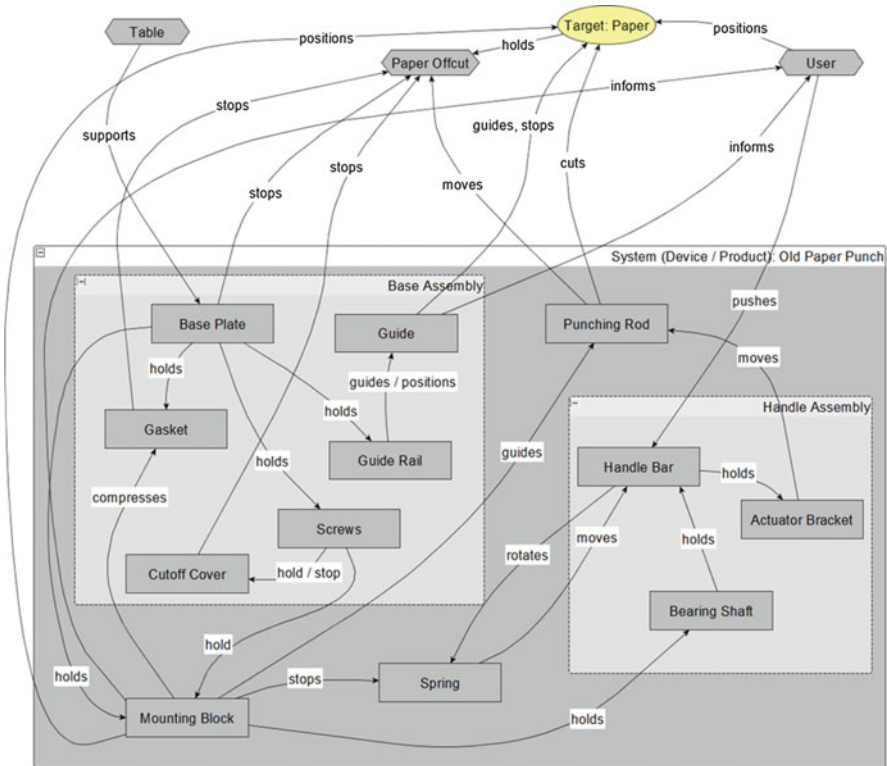 Table
positions
Target: Paper
positions
holds
Paper Offcut
User
stops
informs
supports
guides, stops
cuts
informs
stops
stops
moves
System (Device / Product): Old Paper Punch
Base Assembly
pushes
Base Plate
Guide
Punching Rod
moves
holds
guides / positions
Handle Assembly
holds
Gasket
guides
Guide Rail
holds
Handle Bar
holds
compresses
Actuator Bracket
Screws
moves
holds
rotates
Cutoff Cover
hold / stop
Bearing Shaft
hold
holds
stops
Spring
Mounting Block
holds